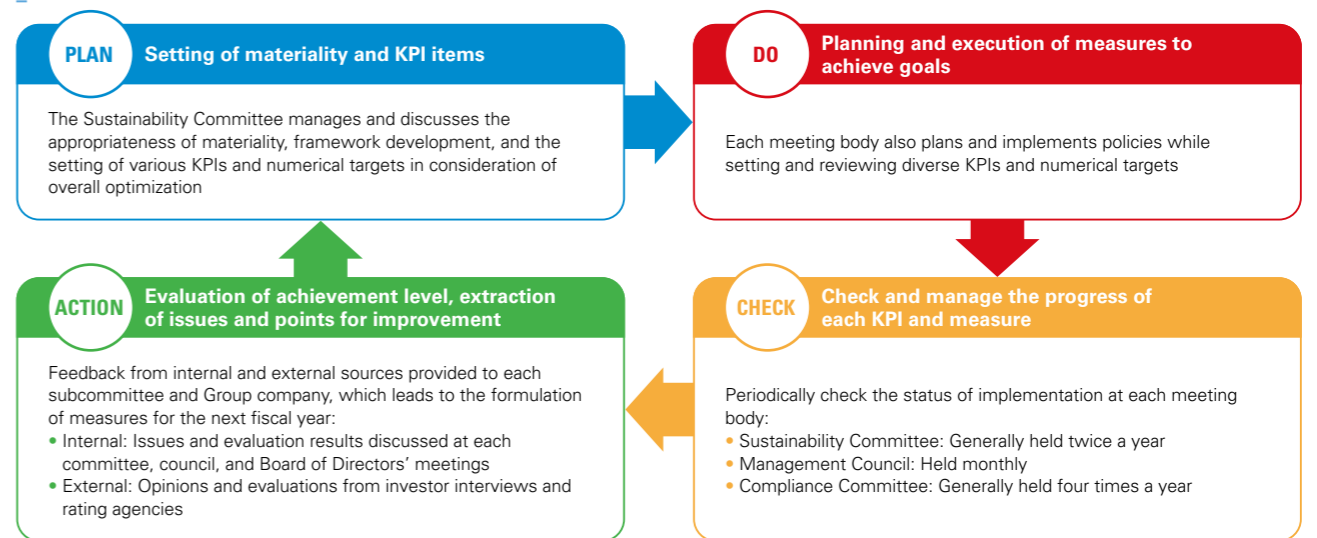 PLAN
Setting of materiality and KPI items
The Sustainability Committee manages and discusses the
appropriateness of materiality, framework development, and the
setting of various KPIs and numerical targets in consideration of
overall optimization
DO
Planning and execution of measures to
achieve goals
Each meeting body also plans and implements policies while
setting and reviewing diverse KPIs and numerical targets
ACTION
Evaluation of achievement level, extraction
of issues and points for improvement
Feedback from internal and external sources provided to each
subcommittee and Group company, which leads to the formulation
of measures for the next fiscal year:
• Internal: Issues and evaluation results discussed at each
committee, council, and Board of Directors’ meetings
• External: Opinions and evaluations from investor interviews and
rating agencies
CHECK
Check and manage the progress of
each KPI and measure
Periodically check the status of implementation at each meeting
body:
• Sustainability Committee: Generally held twice a year
• Management Council: Held monthly
• Compliance Committee: Generally held four times a year